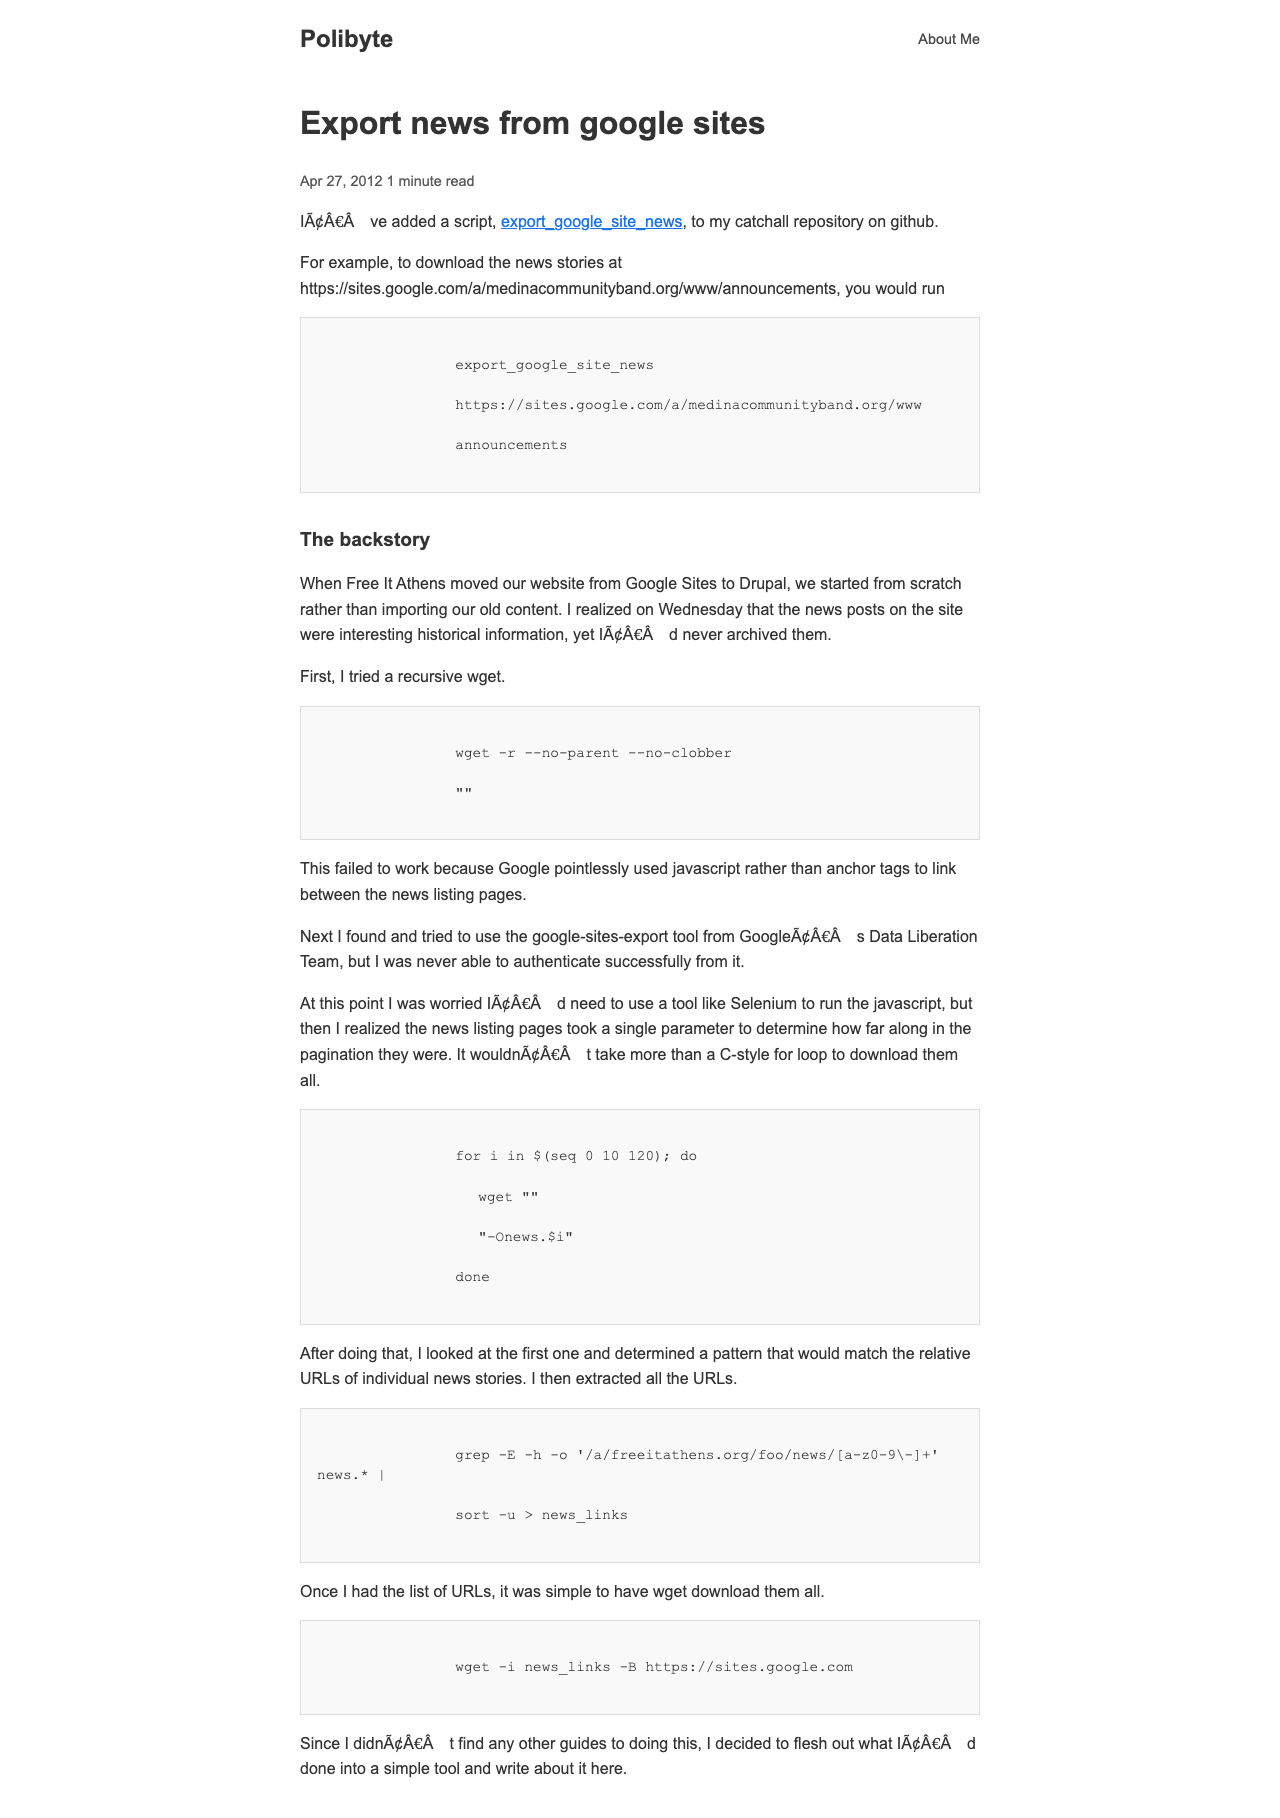 Polibyte
About Me
Export news from google sites
Apr 27, 2012 1 minute read
IÃ¢Â€Â ve added a script, export_google_site_news, to my catchall repository on github.
For example, to download the news stories at
https://sites.google.com/a/medinacommunityband.org/www/announcements, you would run
export_google_site_news
https://sites.google.com/a/medinacommunityband.org/www
announcements
The backstory
When Free It Athens moved our website from Google Sites to Drupal, we started from scratch
rather than importing our old content. I realized on Wednesday that the news posts on the site
were interesting historical information, yet IÃ¢Â€Â d never archived them.
First, I tried a recursive wget.
wget -r --no-parent --no-clobber
""
This failed to work because Google pointlessly used javascript rather than anchor tags to link
between the news listing pages.
Next I found and tried to use the google-sites-export tool from GoogleÃ¢Â€Â s Data Liberation
Team, but I was never able to authenticate successfully from it.
At this point I was worried IÃ¢Â€Â d need to use a tool like Selenium to run the javascript, but
then I realized the news listing pages took a single parameter to determine how far along in the
pagination they were. It wouldnÃ¢Â€Â t take more than a C-style for loop to download them
all.
for i in $(seq 0 10 120); do
wget ""
"-Onews.$i"
done
After doing that, I looked at the first one and determined a pattern that would match the relative
URLs of individual news stories. I then extracted all the URLs.
grep -E -h -o '/a/freeitathens.org/foo/news/[a-z0-9\-]+'
news.* |
sort -u > news_links
Once I had the list of URLs, it was simple to have wget download them all.
wget -i news_links -B https://sites.google.com
Since I didnÃ¢Â€Â t find any other guides to doing this, I decided to flesh out what IÃ¢Â€Â d
done into a simple tool and write about it here.